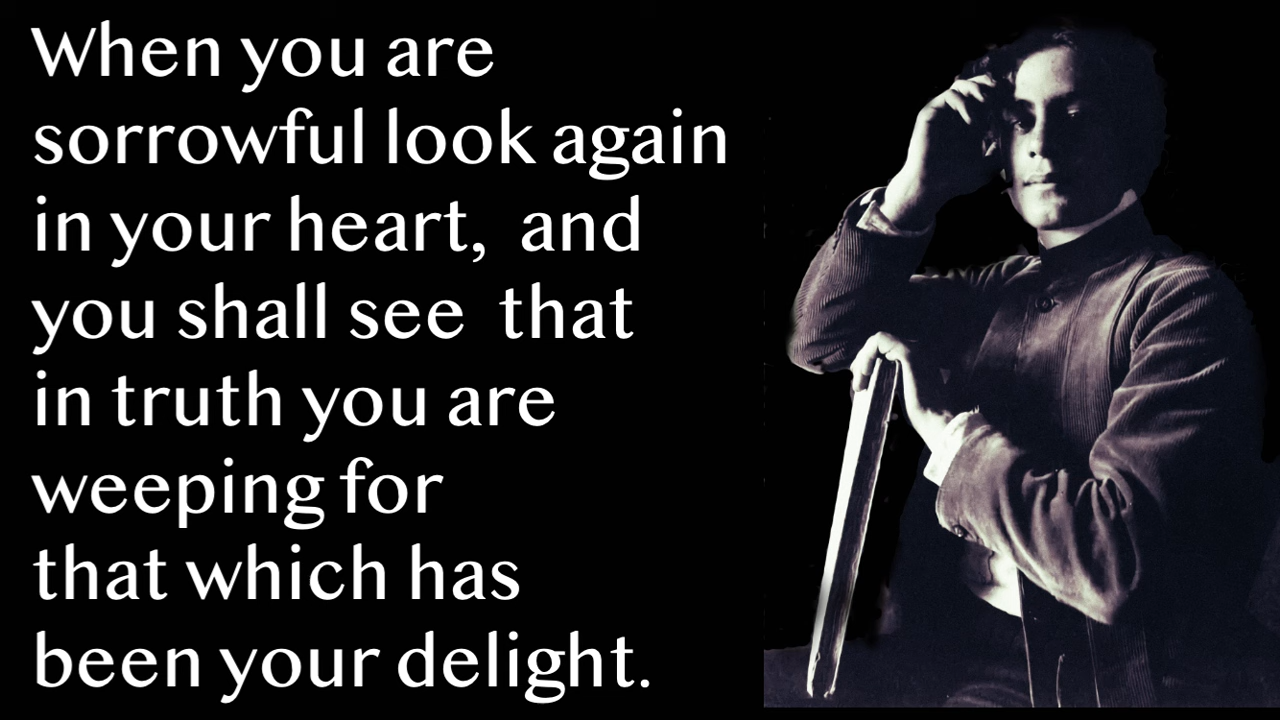 When you are
sorrowful look again
in your heart,  and
you shall see  that
in truth you are
weeping for
that which has
been your delight.